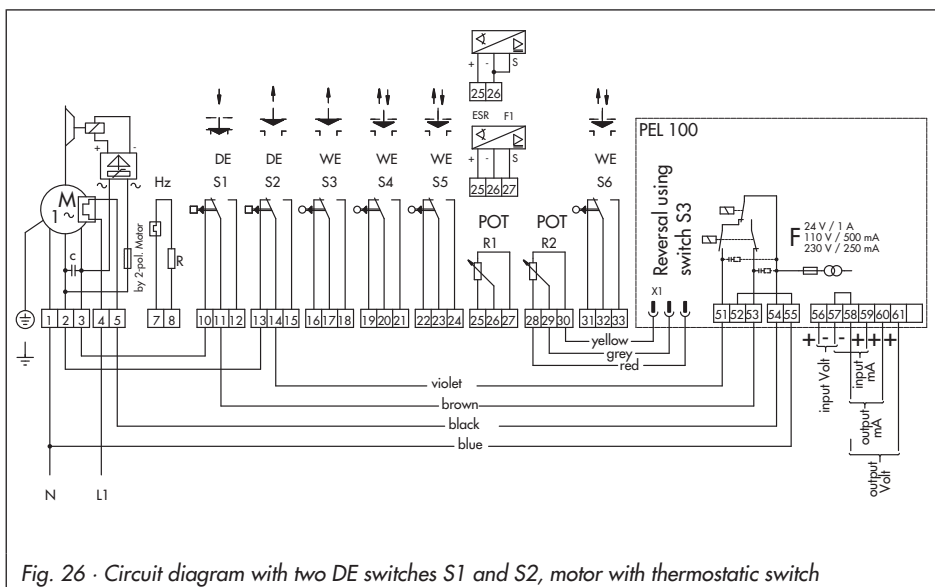 + - S
25 26
ESR F1
+ - S
25 26 27
PEL 100
+ -
~ ~
M
1~
Hz
DE DE WE WE WE WE
S1 S2 S3 S4 S5 S6
POT POT
R1 R2
c
by 2-pol. Motor
R
Reversal using
switch S3
X1
F
24 V / 1 A
110 V / 500 mA
230 V / 250 mA
1 2 3 4 5 7 8 10 11 12 13 14 15 16 17 18 19 20 21 22 23 24 25 26 27 28 29 30 31 32 33 51 52 53 54 55 56 57 58 59 60 61
+ - - + + +
yellow
grey
red
violet
brown
black
blue
input Volt
input
mA
output
mA
output
Volt
N L1
Fig. 26 · Circuit diagram with two DE switches S1 and S2, motor with thermostatic switch